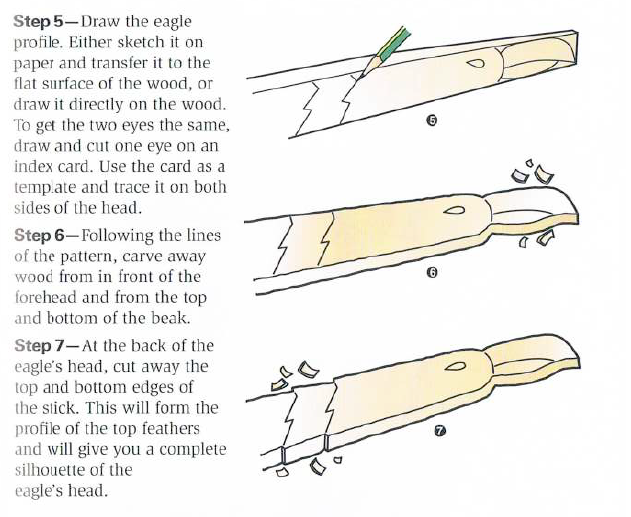 Step 5—Draw the eagle
profile. Either sketch it on
paper and transfer it to the
flat surface of the wood, or
draw it directly on the wood.
To get the two eyes the same,
draw and cut one eye on an
index card. Use the card as a
template and trace it on both
sides of the head.
Step 6—Following the lines
of the pattern, carve away
wood from in front of the
forehead and from the top
and bottom of the beak.
Step 7—At the back of the
eagle's head, cut away the
top and bottom edges of
the stick. This will form the
profile of the top feathers
and will give you a complete
silhouette of the
eagle's head.
5
6
7